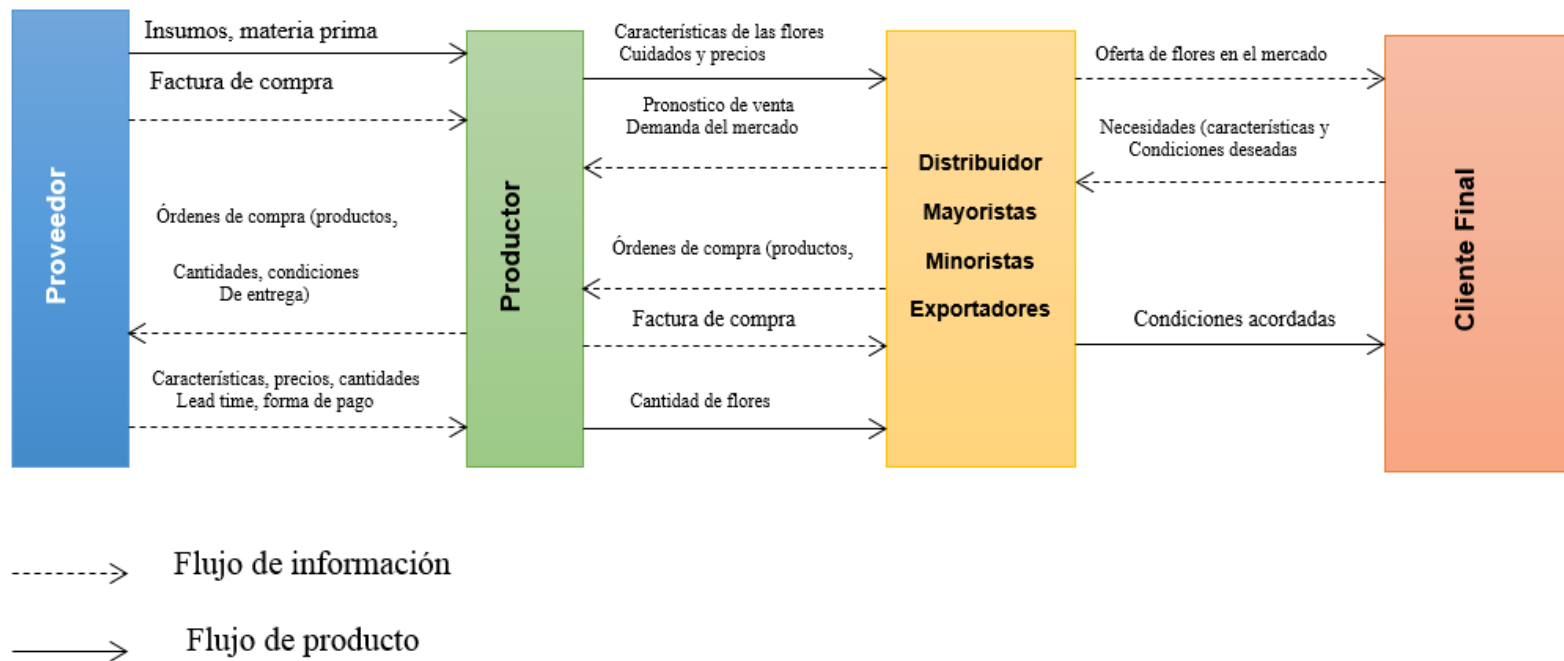 Proveedor
Insumos, materia prima
Factura de compra
Órdenes de compra (productos,
Cantidades, condiciones
De entrega)
Características, precios, cantidades
Lead time, forma de pago
Productor
Características de las flores
Cuidados y precios
Pronostico de venta
Demanda del mercado
Órdenes de compra (productos,
Factura de compra
Cantidad de flores
Distribuidor
Mayoristas
Minoristas
Exportadores
Oferta de flores en el mercado
Necesidades (características y
Condiciones deseadas
Condiciones acordadas
Cliente Final
Flujo de información
Flujo de producto